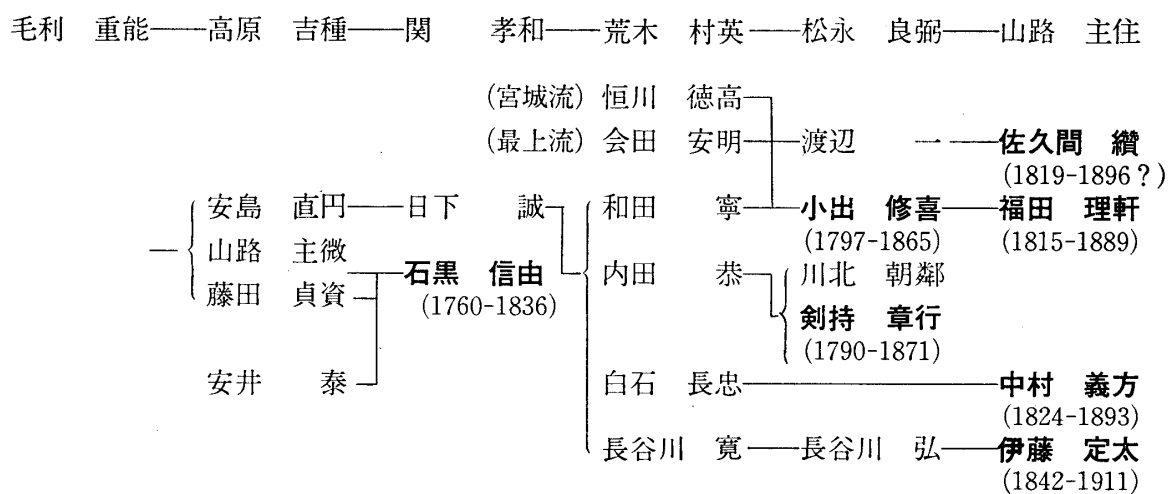 毛利 重能——高原 吉種——関 孝和——荒木 村英——松永 良弼——山路 主住
(宮城流) 恒川 徳高
(最上流) 会田 安明——渡辺 一——佐久間 纉
(1819-1896?)
安島 直円——日下 誠 和田 寧——小出 修喜——福田 理軒
(1797-1865) (1815-1889)
山路 主徴
石黒 信由 内田 恭 川北 朝鄰
藤田 貞資
(1760-1836)
剣持 章行
(1790-1871)
安井 泰 白石 長忠——中村 義方
(1824-1893)
長谷川 寛——長谷川 弘——伊藤 定太
(1842-1911)